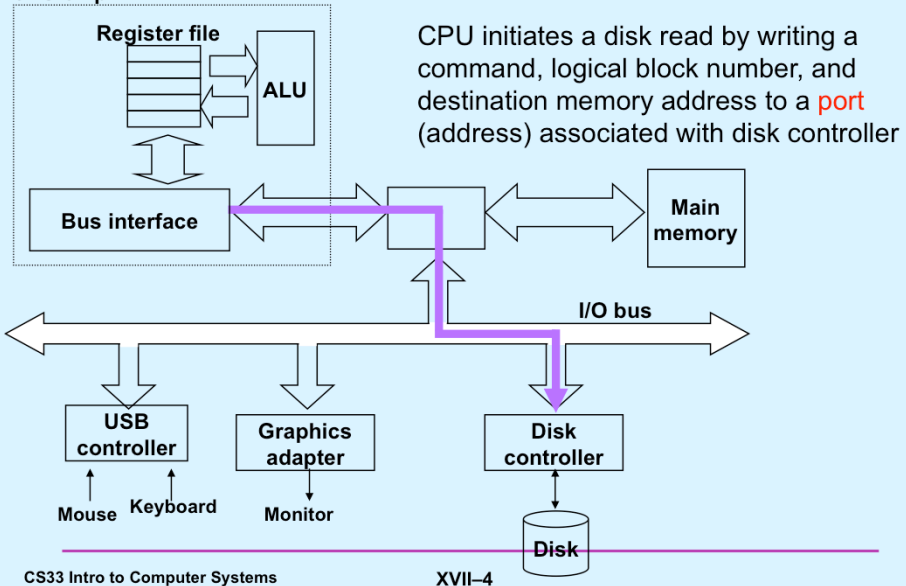 Register file
ALU
CPU initiates a disk read by writing a
command, logical block number, and
destination memory address to a port
(address) associated with disk controller
Bus interface
Main
memory
I/O bus
USB
controller
Graphics
adapter
Disk
controller
Mouse
Keyboard
Monitor
Disk
CS33 Intro to Computer Systems
XVII–4